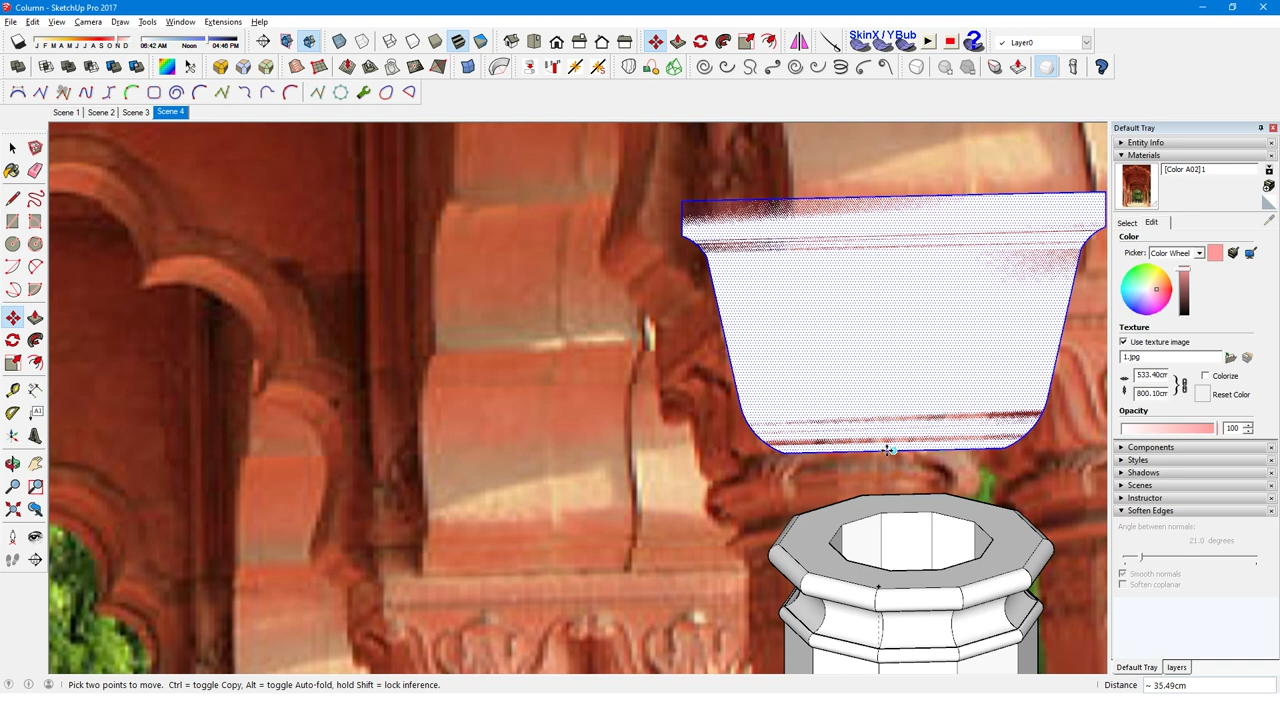 Column - SketchUp Pro 2017
File Edit View Camera Draw Tools Window Extensions Help
J F M A M J J A S O N D 06:42 AM Noon 04:46 PM
SkinX / YBub
✓ Layer0
Scene 1 Scene 2 Scene 3 Scene 4
Default Tray
Entity Info
Materials
[Color A02]1
Select Edit
Color
Picker: Color Wheel
Texture
Use texture image
1.jpg
533.40cm
Colorize
800.10cm
Reset Color
Opacity
100
Components
Styles
Shadows
Scenes
Instructor
Soften Edges
Angle between normals:
21.0 degrees
Smooth normals
Soften coplanar
Default Tray layers
Pick two points to move. Ctrl = toggle Copy, Alt = toggle Auto-fold, hold Shift = lock inference.
Distance ~ 35.49cm